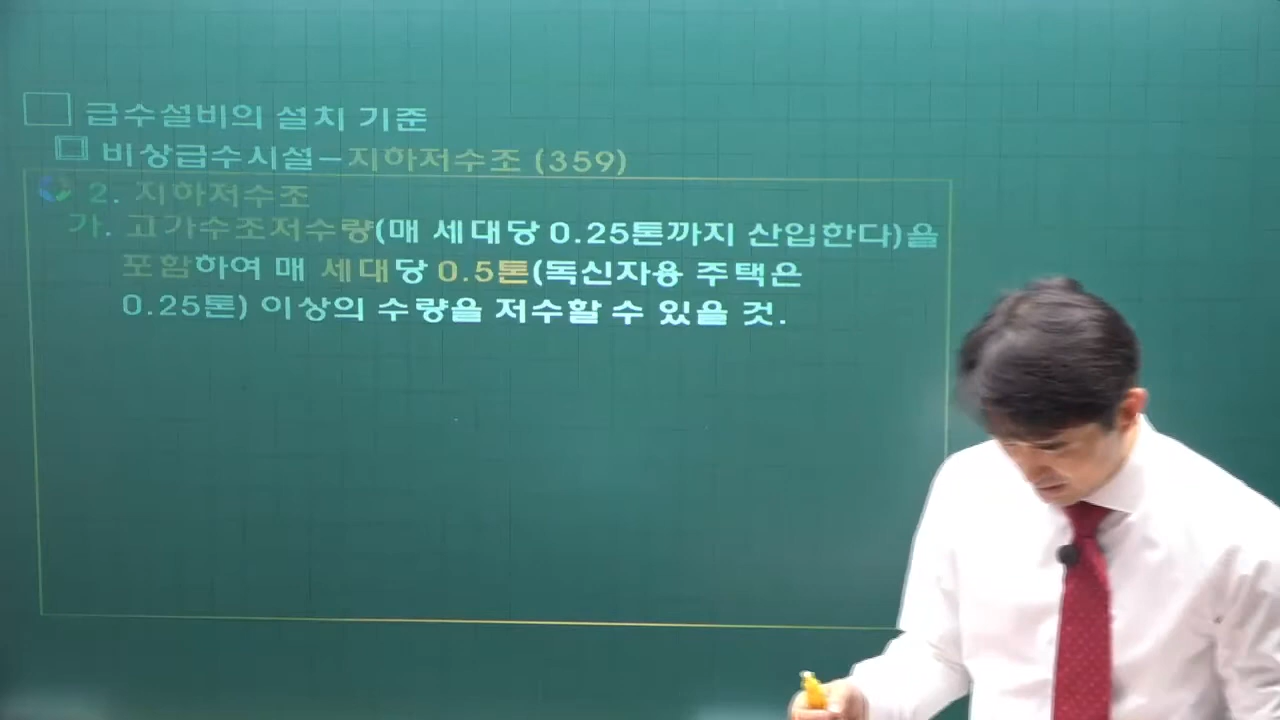 급수설비의 설치 기준
비상급수시설-지하저수조 (359)
2. 지하저수조
가. 고가수조저수량(매 세대당 0.25톤까지 산입한다)을
포함하여 매 세대당 0.5톤(독신자용 주택은
0.25톤) 이상의 수량을 저수할 수 있을 것.